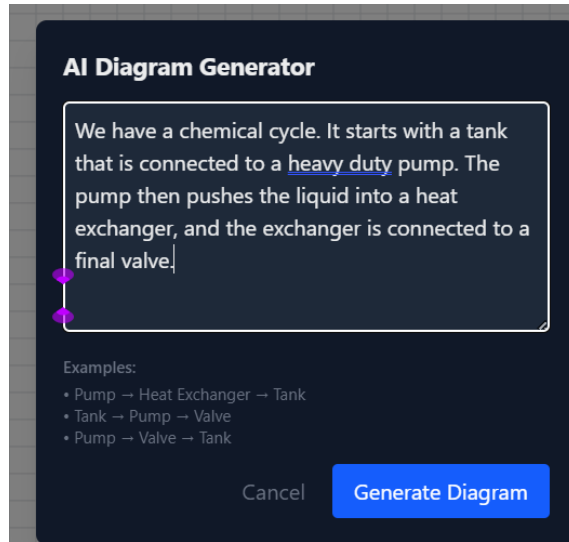 AI Diagram Generator
We have a chemical cycle. It starts with a tank
that is connected to a heavy duty pump. The
pump then pushes the liquid into a heat
exchanger, and the exchanger is connected to a
final valve.
Examples:
• Pump → Heat Exchanger → Tank
• Tank → Pump → Valve
• Pump → Valve → Tank
Cancel
Generate Diagram